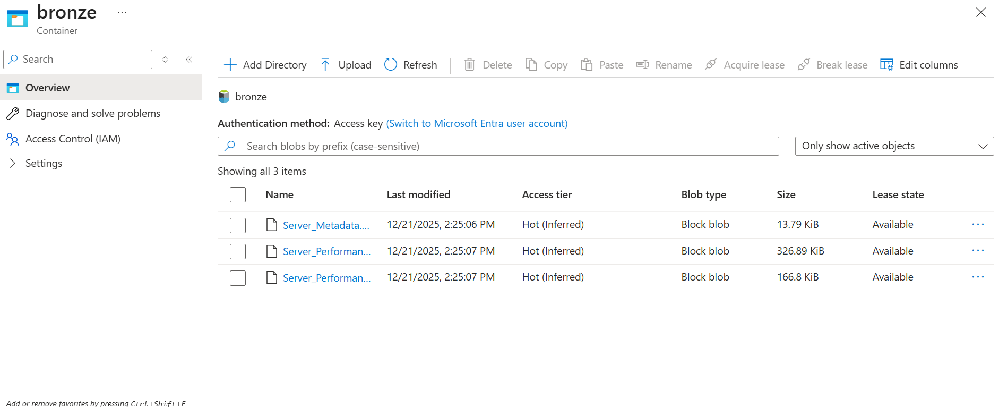 bronze ...
Container
Search
Overview
Diagnose and solve problems
Access Control (IAM)
Settings
Add or remove favorites by pressing Ctrl+Shift+F
Add Directory Upload Refresh Delete Copy Paste Rename Acquire lease Break lease Edit columns
bronze
Authentication method: Access key (Switch to Microsoft Entra user account)
Search blobs by prefix (case-sensitive) Only show active objects
Showing all 3 items
Name Last modified Access tier Blob type Size Lease state
Server_Metadata.... 12/21/2025, 2:25:06 PM Hot (Inferred) Block blob 13.79 KiB Available ...
Server_Performan... 12/21/2025, 2:25:07 PM Hot (Inferred) Block blob 326.89 KiB Available ...
Server_Performan... 12/21/2025, 2:25:07 PM Hot (Inferred) Block blob 166.8 KiB Available ...